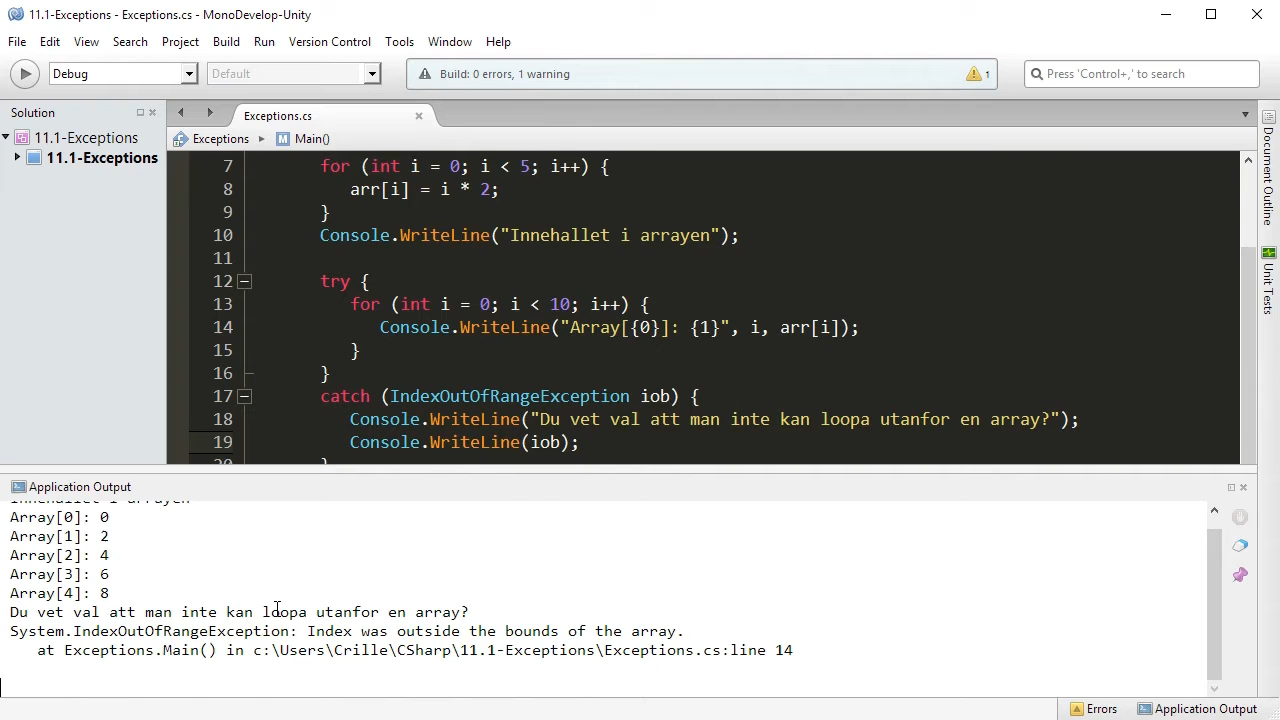 11.1-Exceptions - Exceptions.cs - MonoDevelop-Unity
File Edit View Search Project Build Run Version Control Tools Window Help
Debug Default Build: 0 errors, 1 warning 1 Press 'Control+,' to search
Solution
11.1-Exceptions
11.1-Exceptions
Exceptions.cs
Exceptions Main()
7 for (int i = 0; i < 5; i++) {
8 arr[i] = i * 2;
9 }
10 Console.WriteLine("Innehallet i arrayen");
11
12 try {
13 for (int i = 0; i < 10; i++) {
14 Console.WriteLine("Array[{0}]: {1}", i, arr[i]);
15 }
16 }
17 catch (IndexOutOfRangeException iob) {
18 Console.WriteLine("Du vet val att man inte kan loopa utanfor en array?");
19 Console.WriteLine(iob);
20 }
Document Outline
Unit Tests
Application Output
Innehallet i arrayen
Array[0]: 0
Array[1]: 2
Array[2]: 4
Array[3]: 6
Array[4]: 8
Du vet val att man inte kan loopa utanfor en array?
System.IndexOutOfRangeException: Index was outside the bounds of the array.
at Exceptions.Main() in c:\Users\Crille\CSharp\11.1-Exceptions\Exceptions.cs:line 14
Errors Application Output